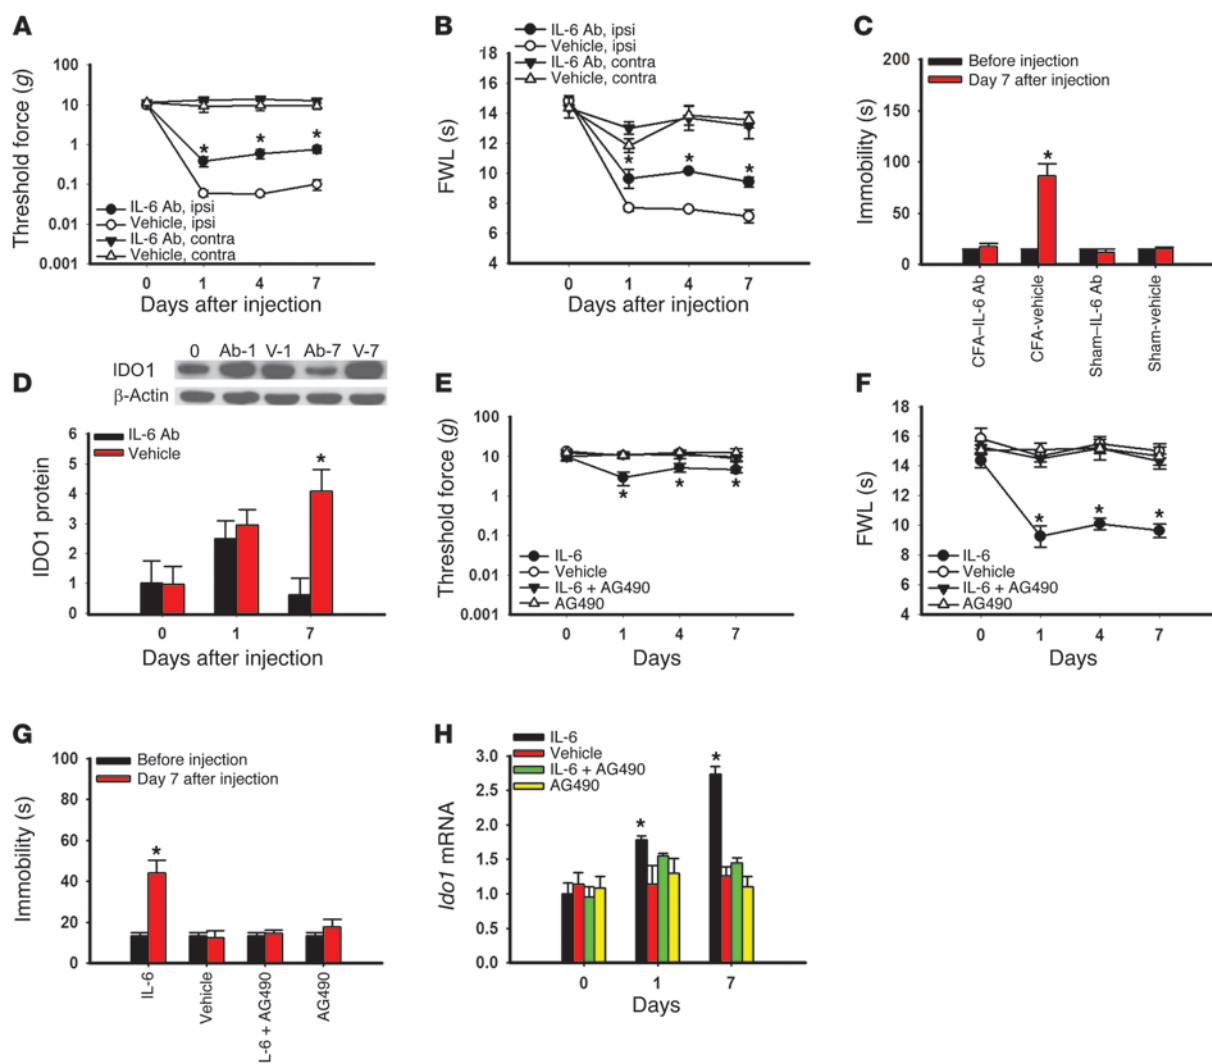 A
Threshold force (g)
100
10
1
0.1
0.01
0.001
*
*
*
IL-6 Ab, ipsi
Vehicle, ipsi
IL-6 Ab, contra
Vehicle, contra
0
1
4
7
Days after injection
B
IL-6 Ab, ipsi
Vehicle, ipsi
IL-6 Ab, contra
Vehicle, contra
FWL (s)
18
16
14
12
10
8
6
4
*
*
*
0
1
4
7
Days after injection
C
Before injection
Day 7 after injection
Immobility (s)
200
150
100
50
0
*
CFA–IL-6 Ab
CFA-vehicle
Sham–IL-6 Ab
Sham-vehicle
D
0 Ab-1 V-1 Ab-7 V-7
IDO1
β-Actin
IL-6 Ab
Vehicle
IDO1 protein
6
5
4
3
2
1
0
*
0
1
7
Days after injection
E
Threshold force (g)
100
10
1
0.1
0.01
0.001
*
*
*
IL-6
Vehicle
IL-6 + AG490
AG490
0
1
4
7
Days
F
FWL (s)
18
16
14
12
10
8
6
4
*
*
*
IL-6
Vehicle
IL-6 + AG490
AG490
0
1
4
7
Days
G
Before injection
Day 7 after injection
Immobility (s)
100
80
60
40
20
0
*
IL-6
Vehicle
L-6 + AG490
AG490
H
IL-6
Vehicle
IL-6 + AG490
AG490
Ido1 mRNA
3.0
2.5
2.0
1.5
1.0
0.5
0.0
*
*
0
1
7
Days